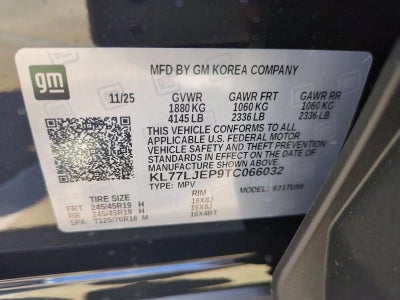 gm
MFD BY GM KOREA COMPANY
11/25 GVWR GAWR FRT GAWR RR
1880 KG 1060 KG 1060 KG
4145 LB 2336 LB 2336 LB
THIS VEHICLE CONFORMS TO ALL
APPLICABLE U.S. FEDERAL MOTOR
VEHICLE SAFETY AND THEFT PREVENTION
STANDARDS IN EFFECT ON THE DATE OF
MANUFACTURE SHOWN ABOVE.
KL77LJEP9TC066032
TYPE: MPV MODEL: 9217US6
TIRE SIZE RIM
FRT 245/45R19 H 19X8J
RR 245/45R19 H 19X8J
SPA T125/70R16 M 16X4BT